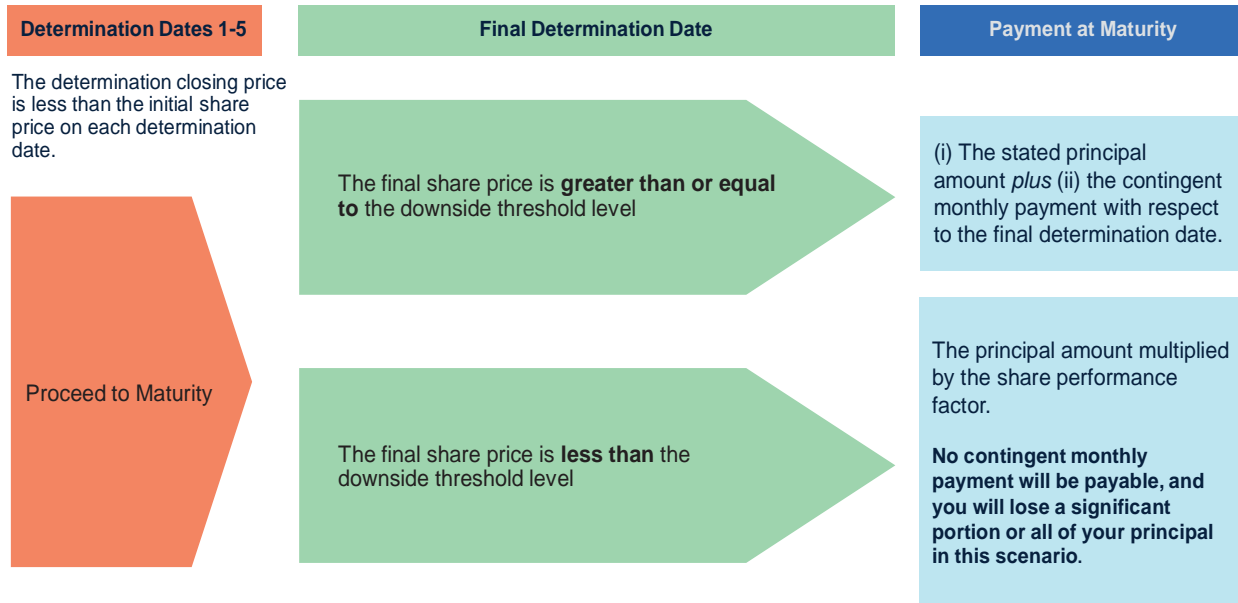 Determination Dates 1-5
Final Determination Date
Payment at Maturity
The determination closing price
is less than the initial share
price on each determination
date.
Proceed to Maturity
The final share price is greater than or equal
to the downside threshold level
(i) The stated principal
amount plus (ii) the contingent
monthly payment with respect
to the final determination date.
The final share price is less than the
downside threshold level
The principal amount multiplied
by the share performance
factor.
No contingent monthly
payment will be payable, and
you will lose a significant
portion or all of your principal
in this scenario.